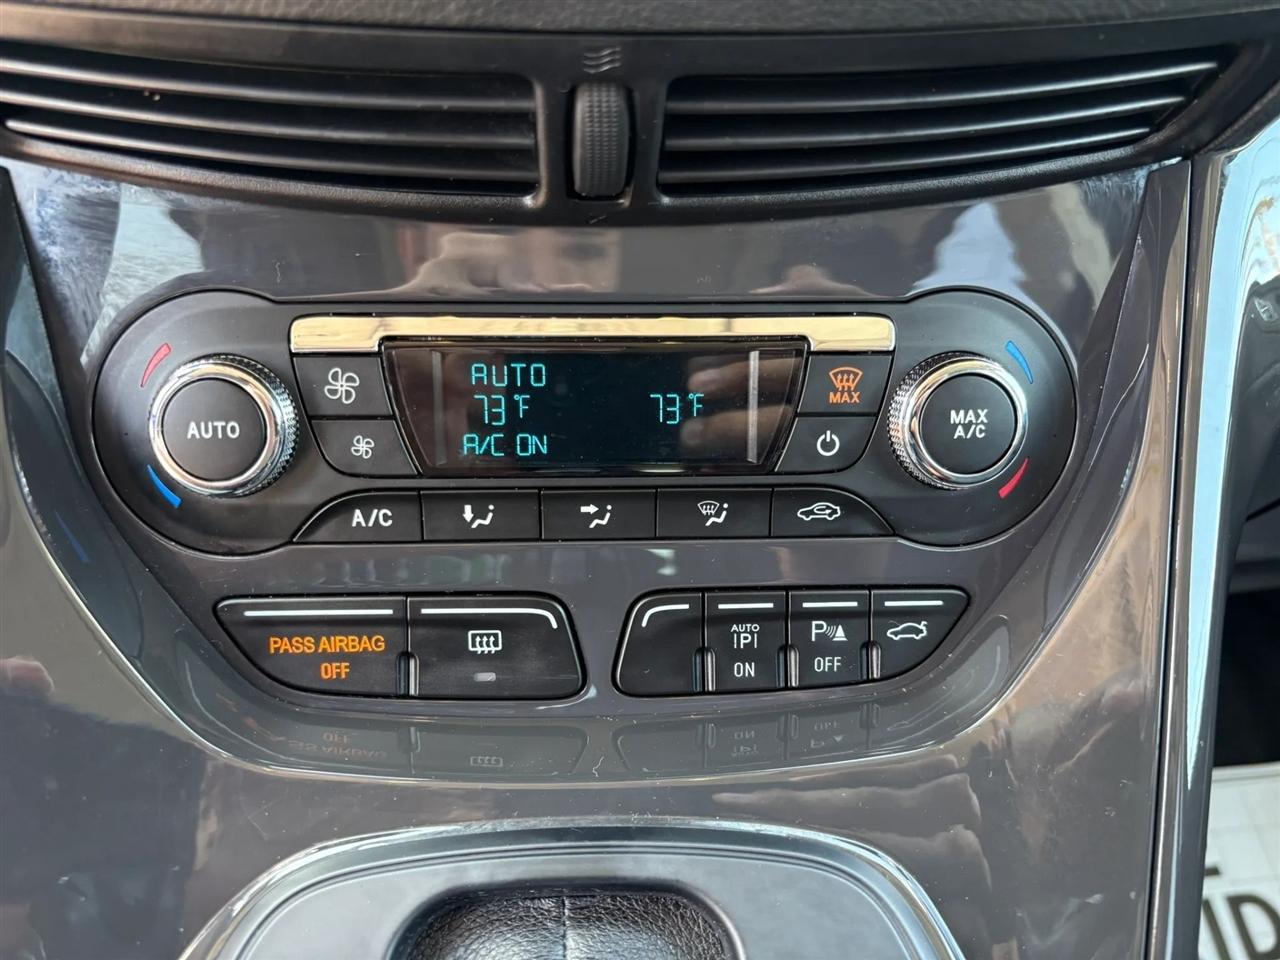 AUTO
73°F 73°F
A/C ON
AUTO
MAX
MAX
A/C
A/C
PASS AIRBAG
OFF
AUTO
P
ON
P
OFF